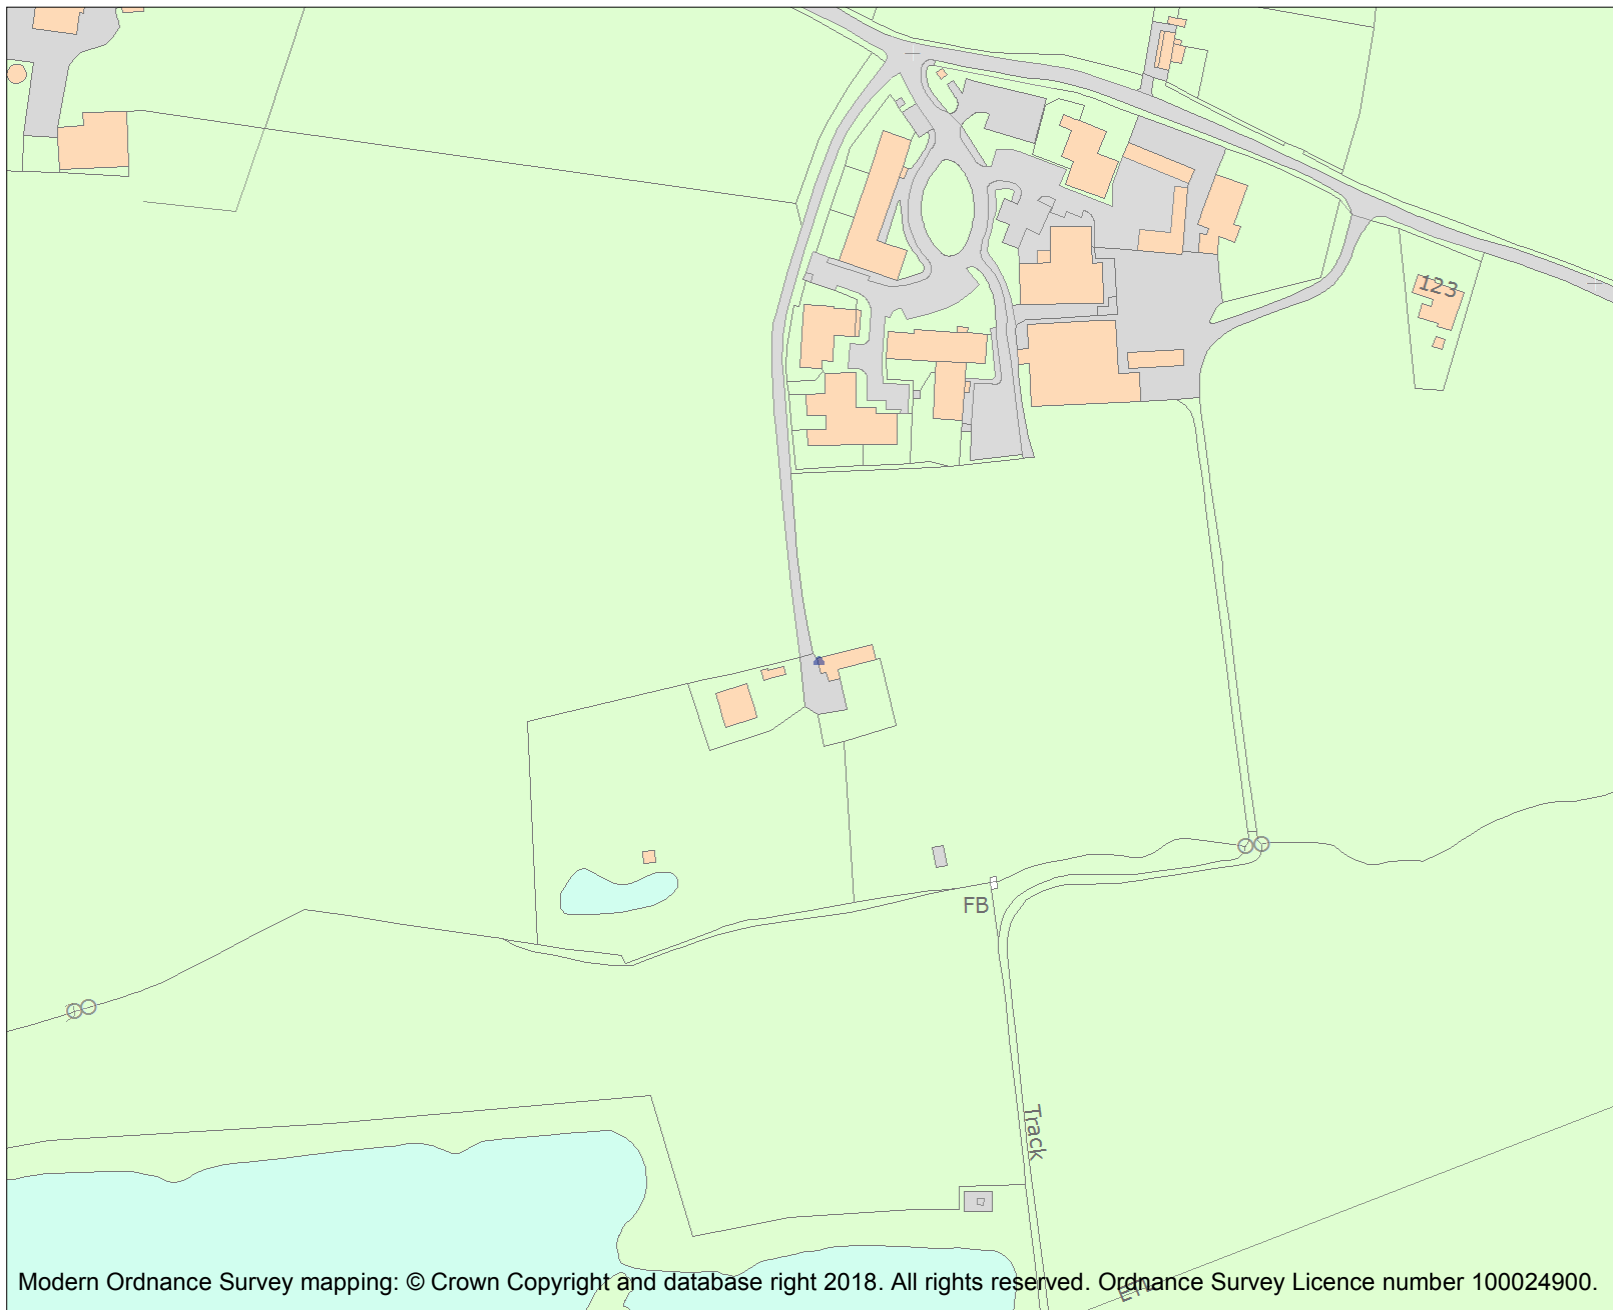 123
FB
Track
ETL
Modern Ordnance Survey mapping: © Crown Copyright and database right 2018. All rights reserved. Ordnance Survey Licence number 100024900.